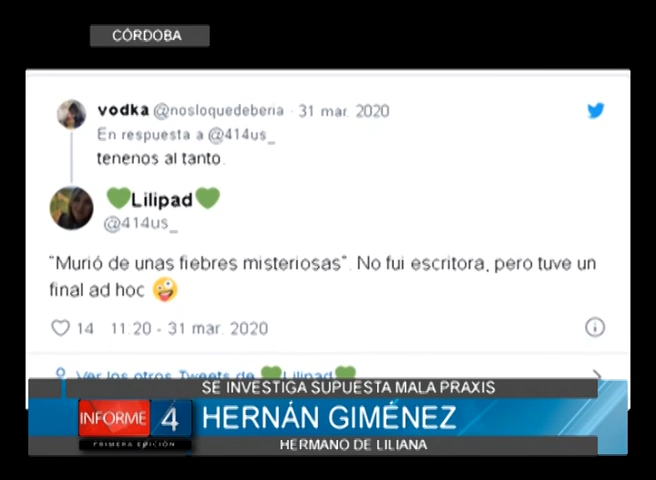 CÓRDOBA
vodka @nosloquedeberia · 31 mar. 2020
En respuesta a @414us_
tenenos al tanto.
💚Lilipad💚
@414us_
"Murió de unas fiebres misteriosas". No fui escritora, pero tuve un
final ad hoc 🤪
14 11:20 - 31 mar. 2020
Ver los otros Tweets de 💚Lilipad💚
SE INVESTIGA SUPUESTA MALA PRAXIS
INFORME 4 HERNÁN GIMÉNEZ
PRIMERA EDICIÓN
HERMANO DE LILIANA